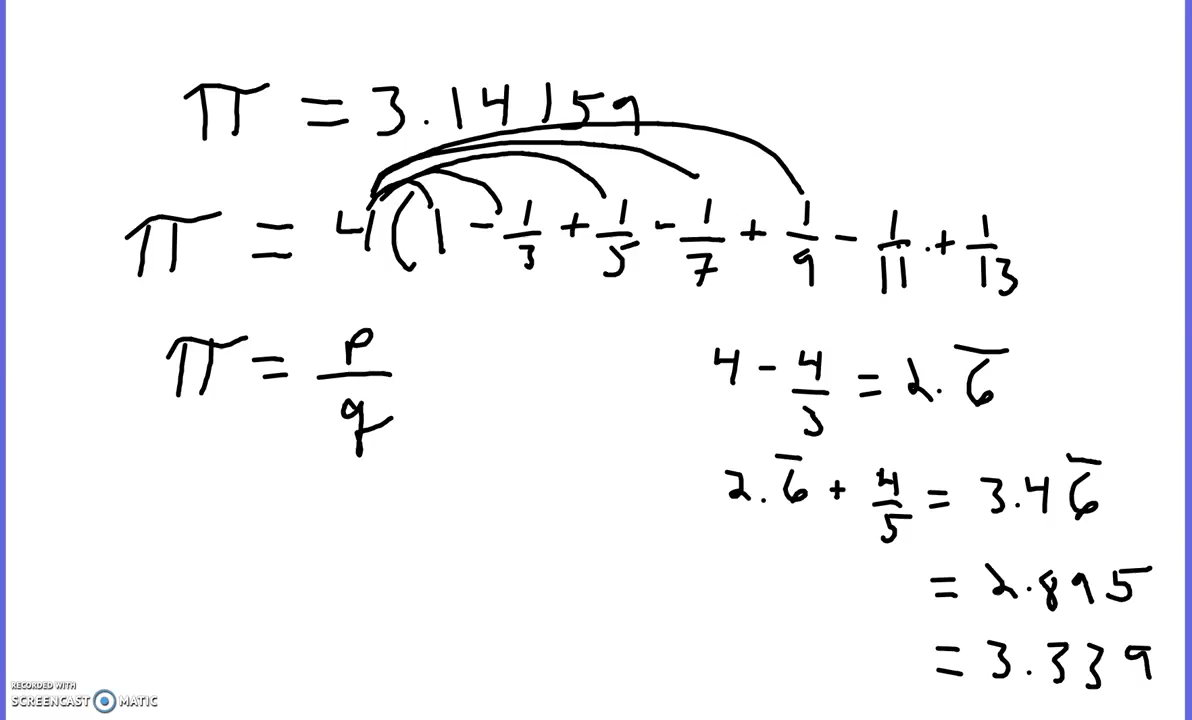 π = 3.14159
π = 4(1 - 1/3 + 1/5 - 1/7 + 1/9 - 1/11 + 1/13
π = p/q
4 - 4/3 = 2.6̅
2.6̅ + 4/5 = 3.46̅
= 2.895
= 3.339
RECORDED WITH
SCREENCAST MATIC